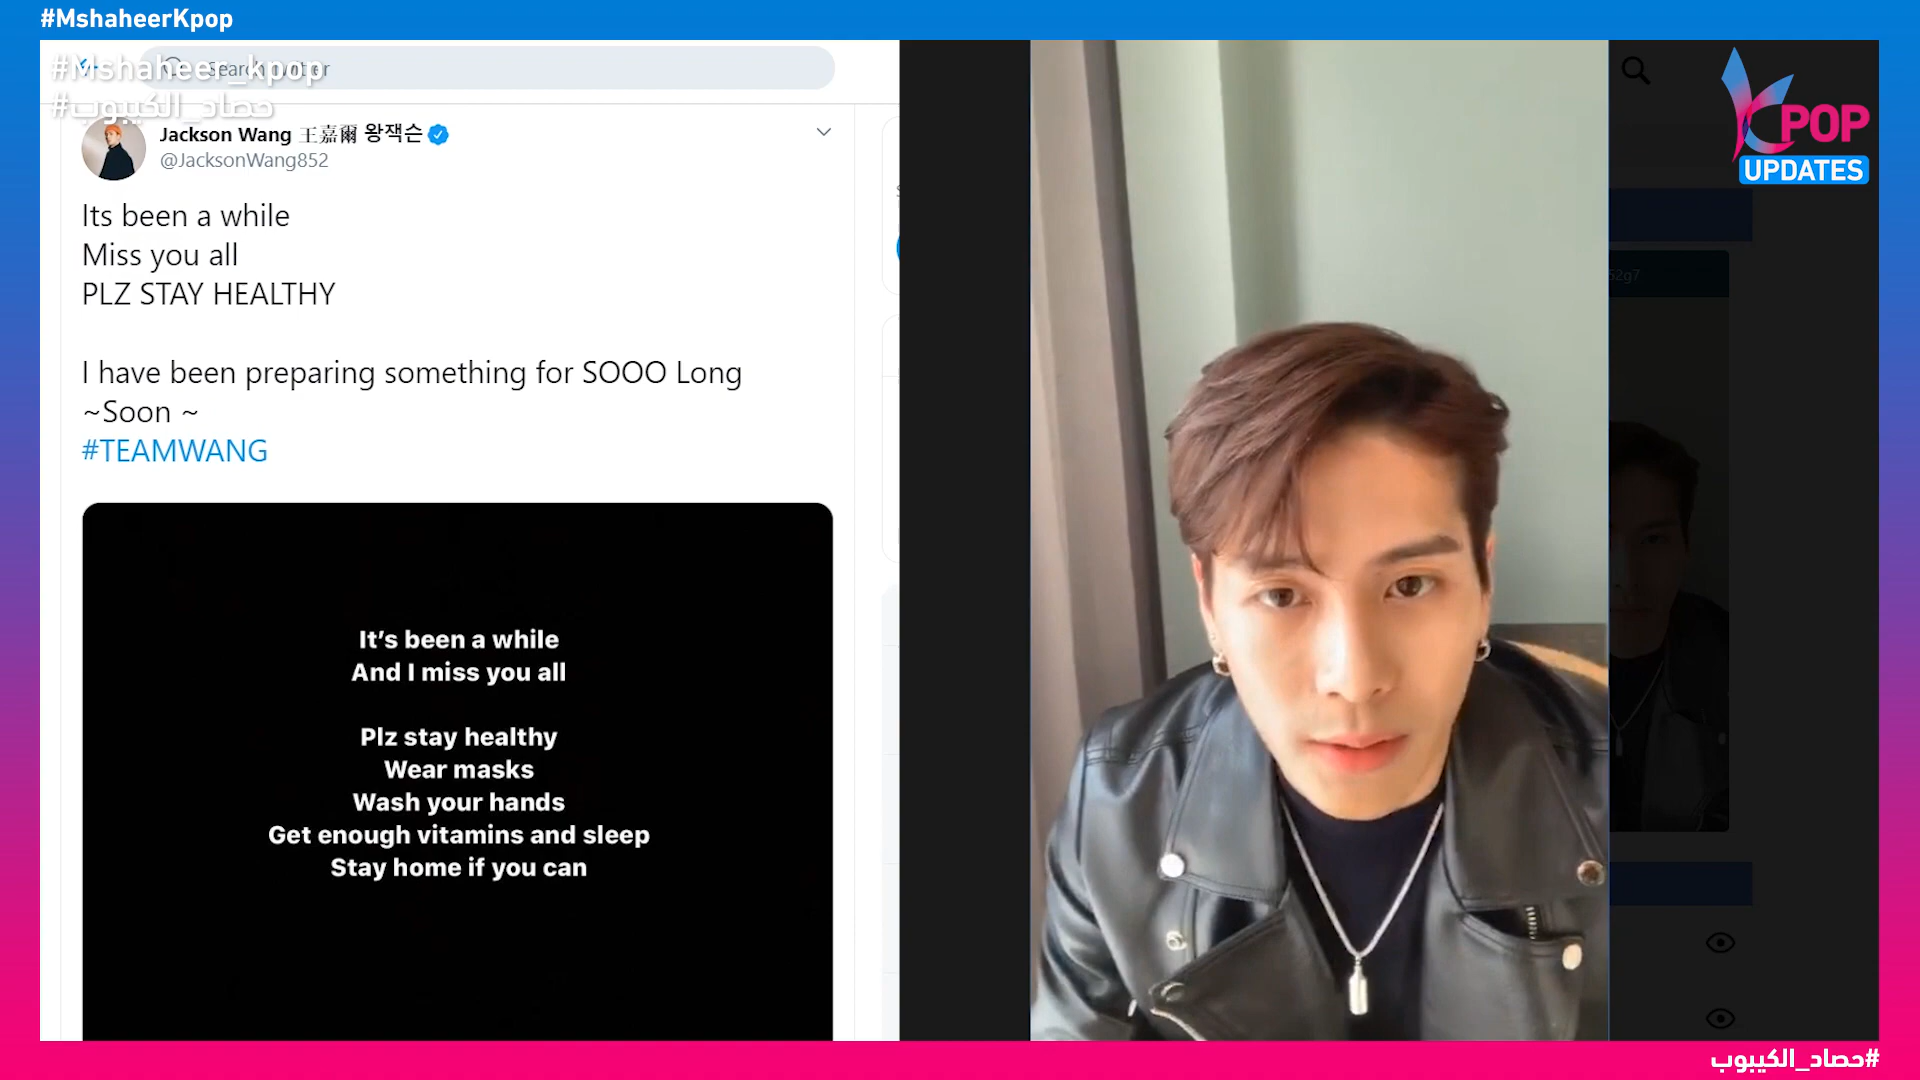 #MshaheerKpop
#Mshaheer_kpop
#حصاد_الكيبوب
Search Twitter
Jackson Wang 王嘉爾 왕잭슨
@JacksonWang852
Its been a while
Miss you all
PLZ STAY HEALTHY
I have been preparing something for SOOO Long
~Soon ~
#TEAMWANG
It's been a while
And I miss you all
Plz stay healthy
Wear masks
Wash your hands
Get enough vitamins and sleep
Stay home if you can
KPOP
UPDATES
52g7
#حصاد_الكيبوب